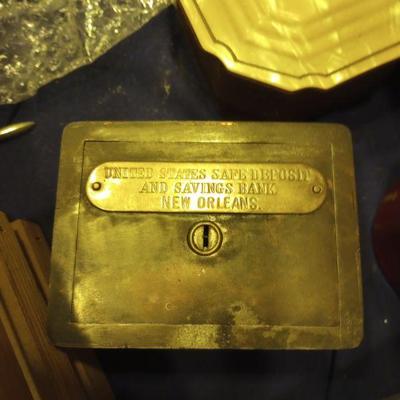 UNITED STATES SAFE DEPOSIT
AND SAVINGS BANK
NEW ORLEANS.